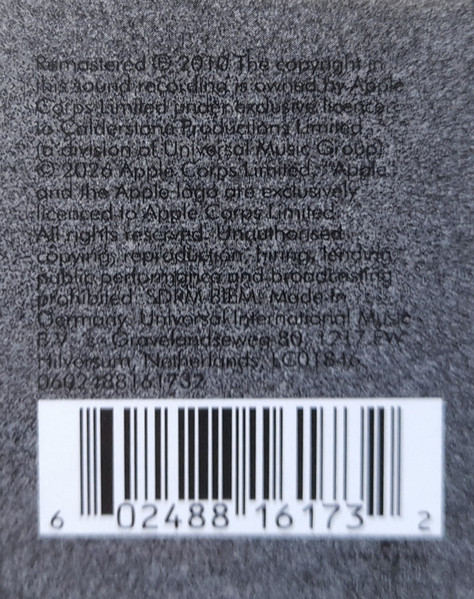 Remastered ℗ 2010 The copyright in
this sound recording is owned by Apple
Corps Limited under exclusive licence
to Calderstone Productions Limited
(a division of Universal Music Group)
© 2026 Apple Corps Limited. "Apple"
and the Apple logo are exclusively
licenced to Apple Corps Limited.
All rights reserved. Unauthorised
copying, reproduction, hiring, lending,
public performance and broadcasting
prohibited. SDRM BIEM. Made in
Germany. Universal International Music
B.V. 's - Gravelandseweg 80, 1217 EW
Hilversum, Netherlands, LC01846
0602488161732
6 02488 16173 2